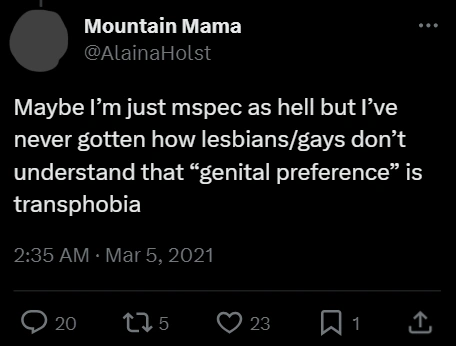 Mountain Mama
@AlainaHolst
Maybe I’m just mspec as hell but I’ve
never gotten how lesbians/gays don’t
understand that “genital preference” is
transphobia
2:35 AM · Mar 5, 2021
20 5 23 1